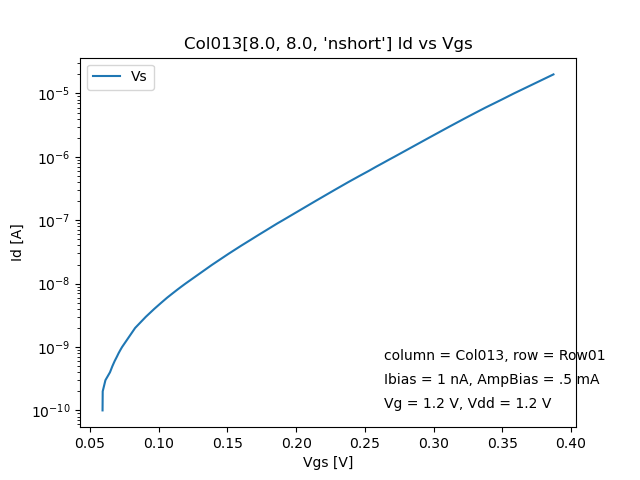 Col013[8.0, 8.0, 'nshort'] Id vs Vgs
Vs
Id [A]
10⁻⁵
10⁻⁶
10⁻⁷
10⁻⁸
10⁻⁹
10⁻¹⁰
column = Col013, row = Row01
Ibias = 1 nA, AmpBias = .5 mA
Vg = 1.2 V, Vdd = 1.2 V
0.05 0.10 0.15 0.20 0.25 0.30 0.35 0.40
Vgs [V]